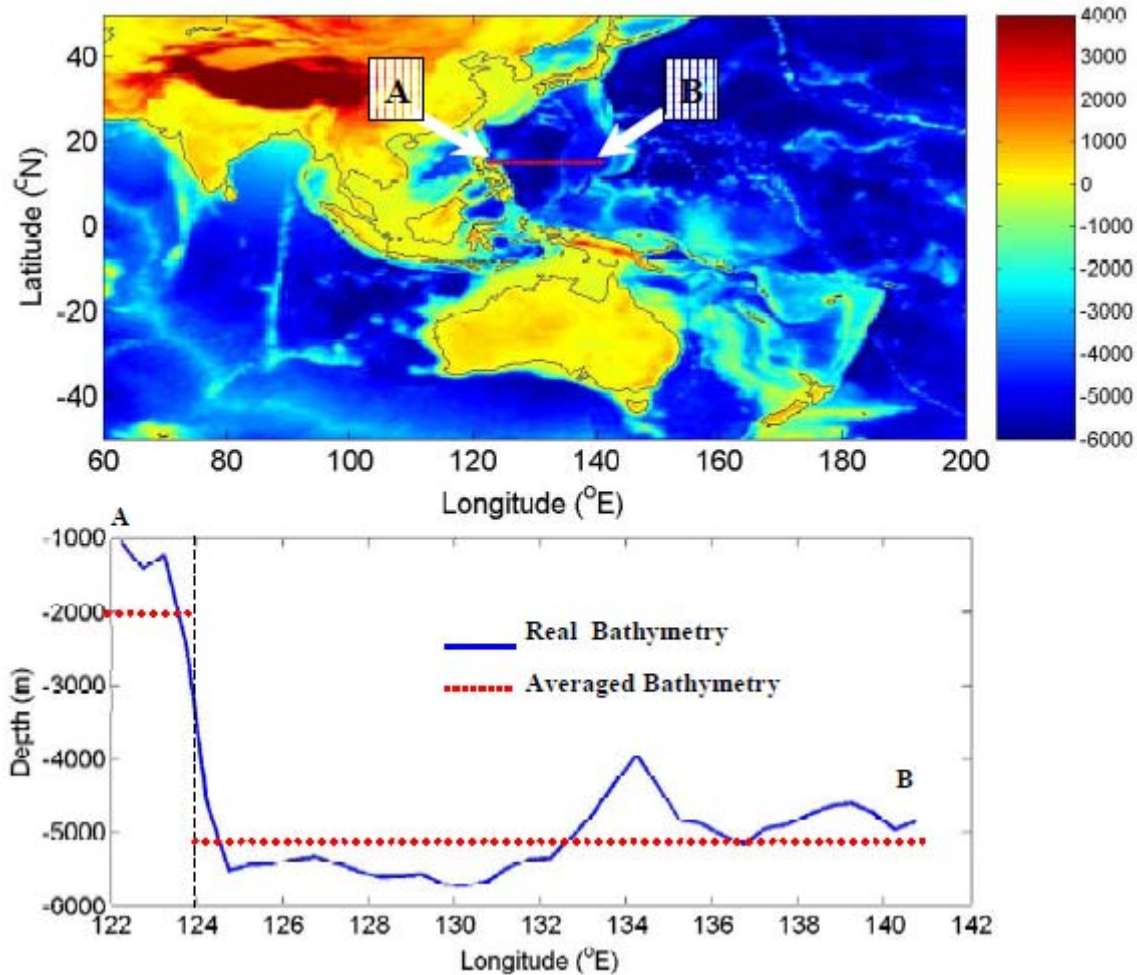 4000
3000
2000
1000
0
-1000
-2000
-3000
-4000
-5000
-6000
40
20
0
-20
-40
Latitude (°N)
A
B
60 80 100 120 140 160 180 200
Longitude (°E)
A
-1000
-2000
-3000
-4000
-5000
-6000
Depth (m)
Real Bathymetry
Averaged Bathymetry
B
122 124 126 128 130 132 134 136 138 140 142
Longitude (°E)